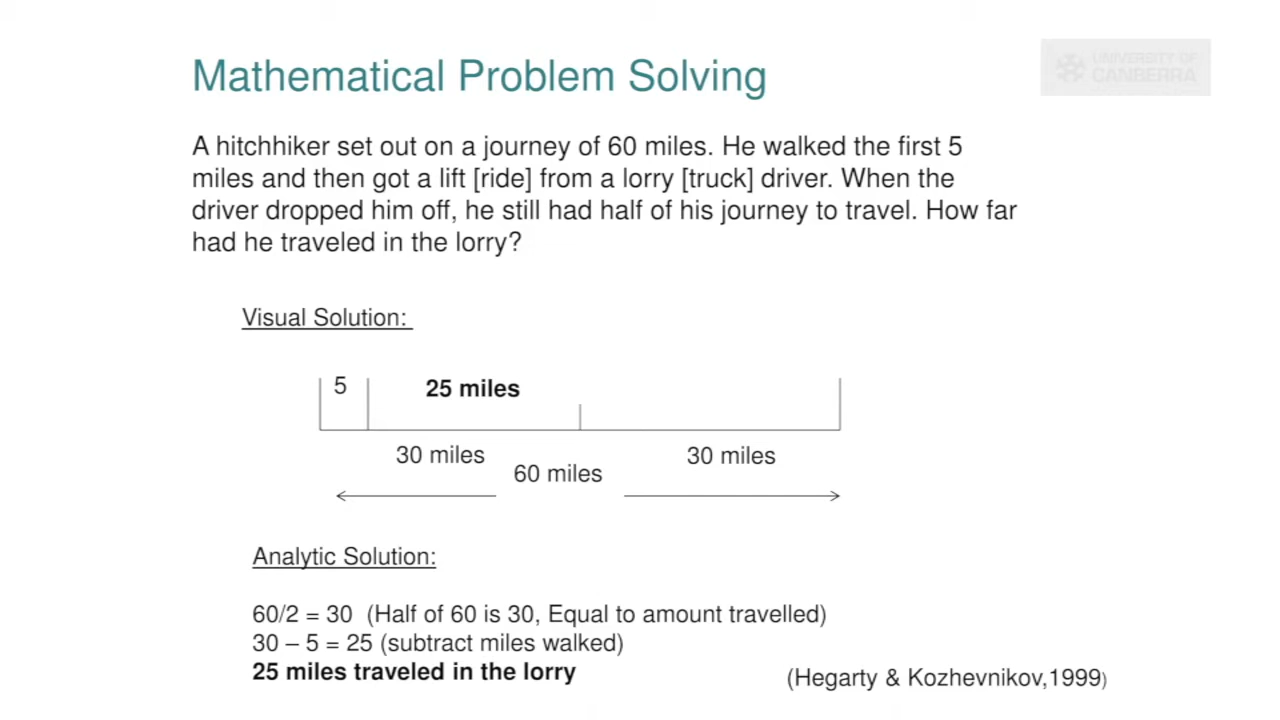 UNIVERSITY OF
CANBERRA
Mathematical Problem Solving
A hitchhiker set out on a journey of 60 miles. He walked the first 5
miles and then got a lift [ride] from a lorry [truck] driver. When the
driver dropped him off, he still had half of his journey to travel. How far
had he traveled in the lorry?
Visual Solution:
5
25 miles
30 miles
30 miles
60 miles
Analytic Solution:
60/2 = 30 (Half of 60 is 30, Equal to amount travelled)
30 – 5 = 25 (subtract miles walked)
25 miles traveled in the lorry
(Hegarty & Kozhevnikov,1999)